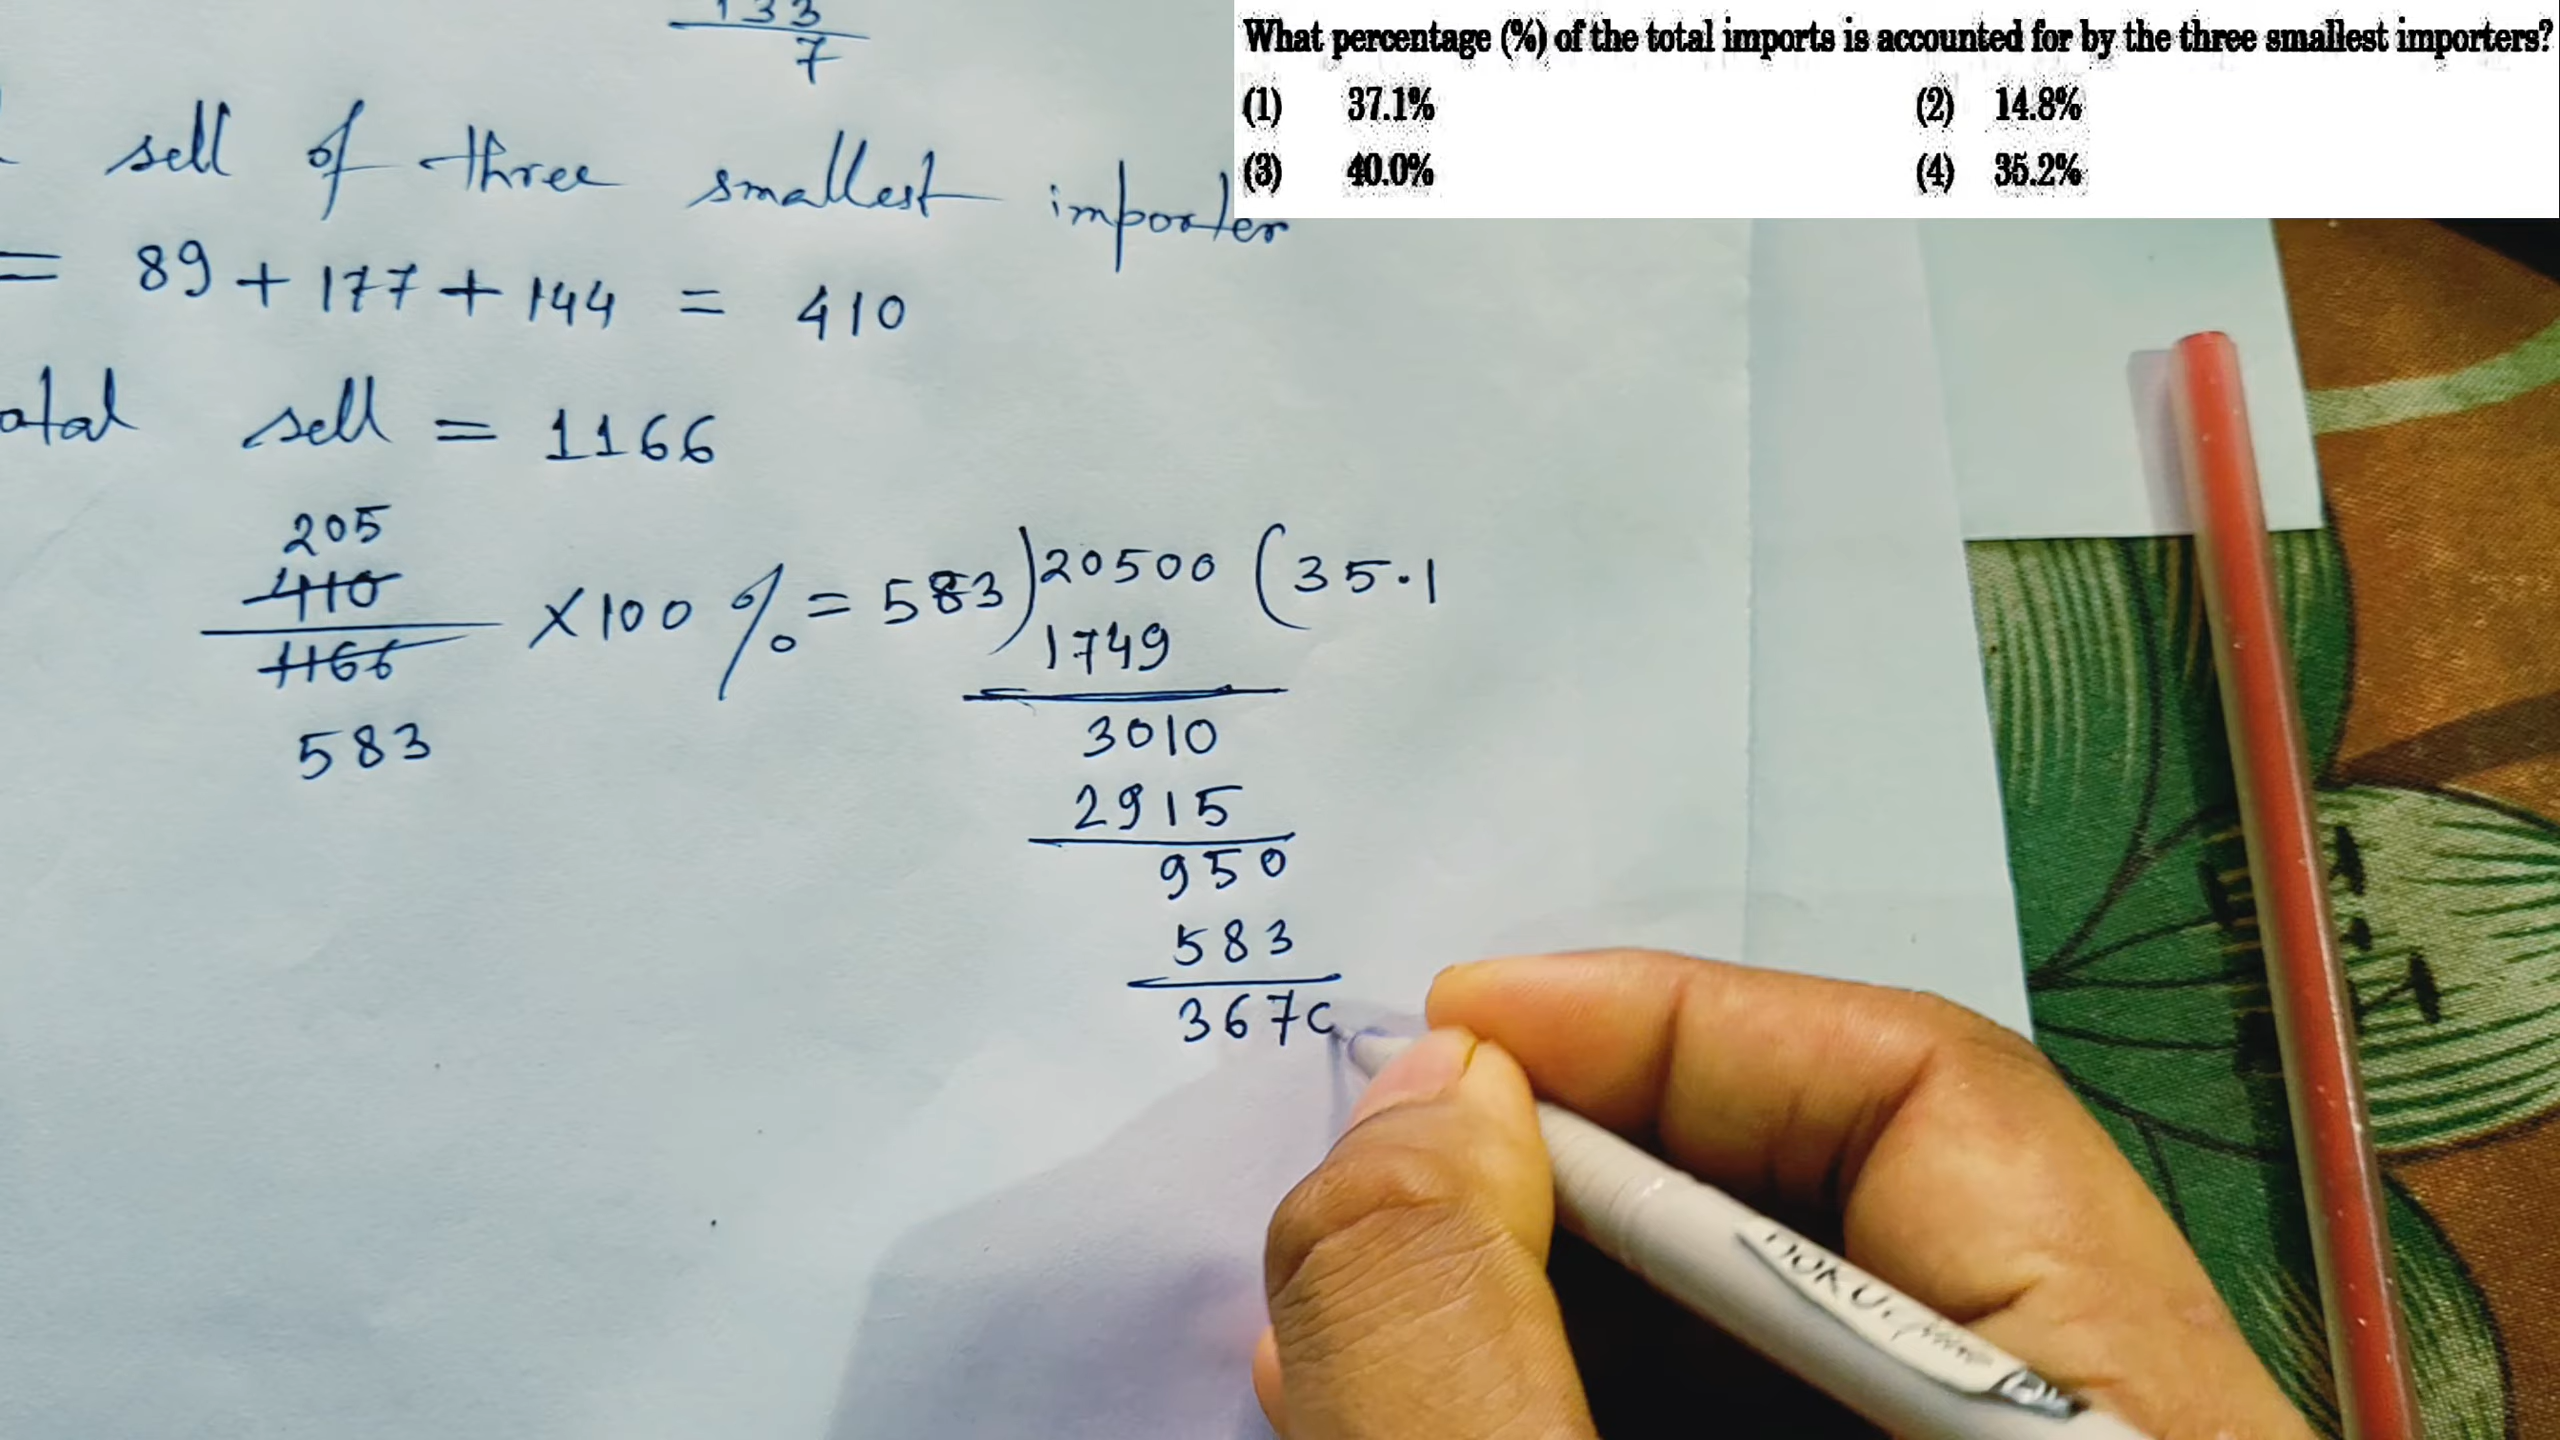 133
7
What percentage (%) of the total imports is accounted for by the three smallest importers?
(1) 37.1% (2) 14.8%
(3) 40.0% (4) 35.2%
sell of three smallest importer
= 89 + 177 + 144 = 410
otal sell = 1166
205
410
1166
583
×100 % = 583)20500(35.1
1749
3010
2915
950
583
3670